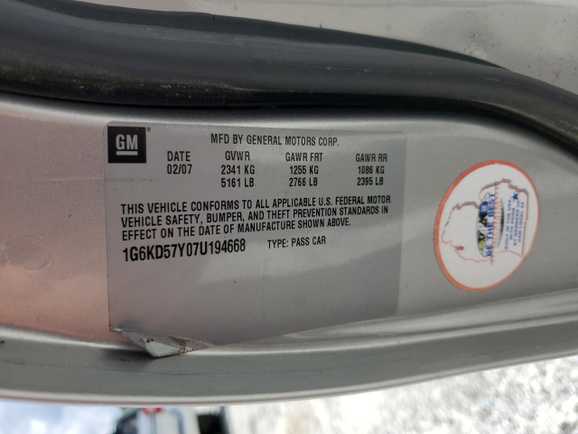 GM
MFD BY GENERAL MOTORS CORP.
DATE GVWR GAWR FRT GAWR RR
02/07 2341 KG 1255 KG 1086 KG
5161 LB 2766 LB 2395 LB
THIS VEHICLE CONFORMS TO ALL APPLICABLE U.S. FEDERAL MOTOR
VEHICLE SAFETY, BUMPER, AND THEFT PREVENTION STANDARDS IN
EFFECT ON THE DATE OF MANUFACTURE SHOWN ABOVE.
1G6KD57Y07U194668 TYPE: PASS CAR